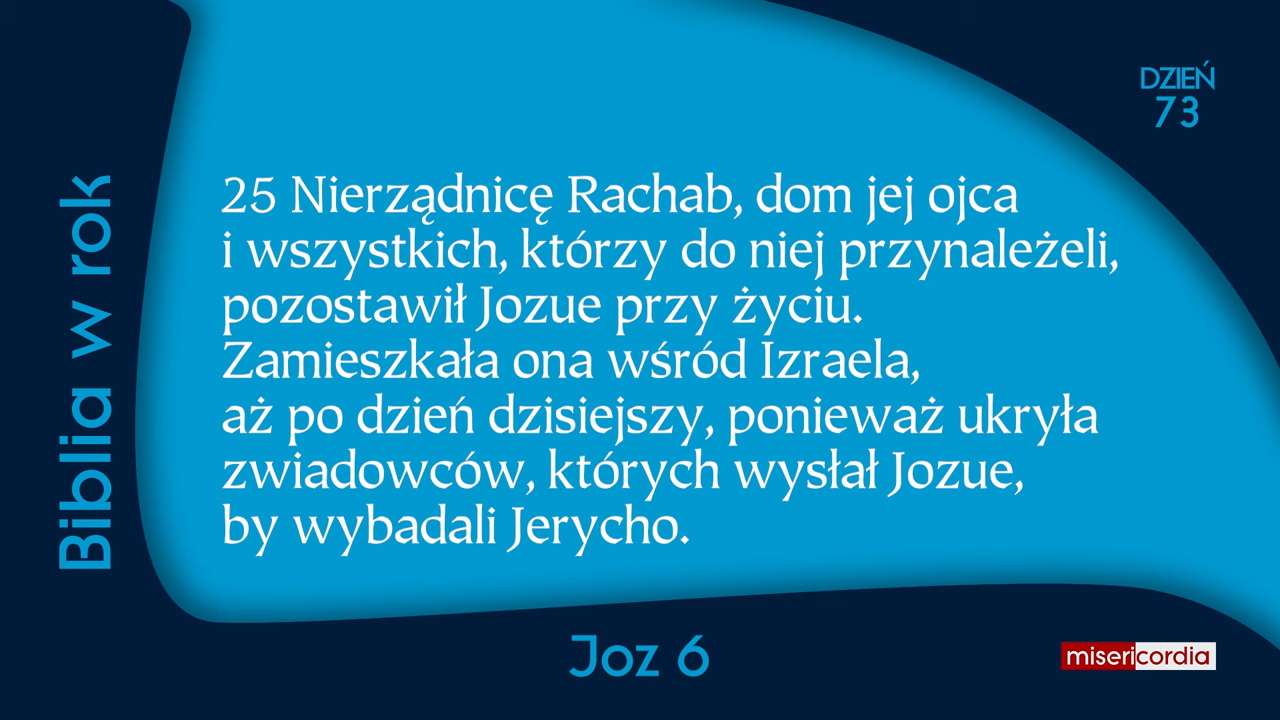 DZIEŃ
73
Biblia w rok
25 Nierządnicę Rachab, dom jej ojca
i wszystkich, którzy do niej przynależeli,
pozostawił Jozue przy życiu.
Zamieszkała ona wśród Izraela,
aż po dzień dzisiejszy, ponieważ ukryła
zwiadowców, których wysłał Jozue,
by wybadali Jerycho.
Joz 6
misericordia